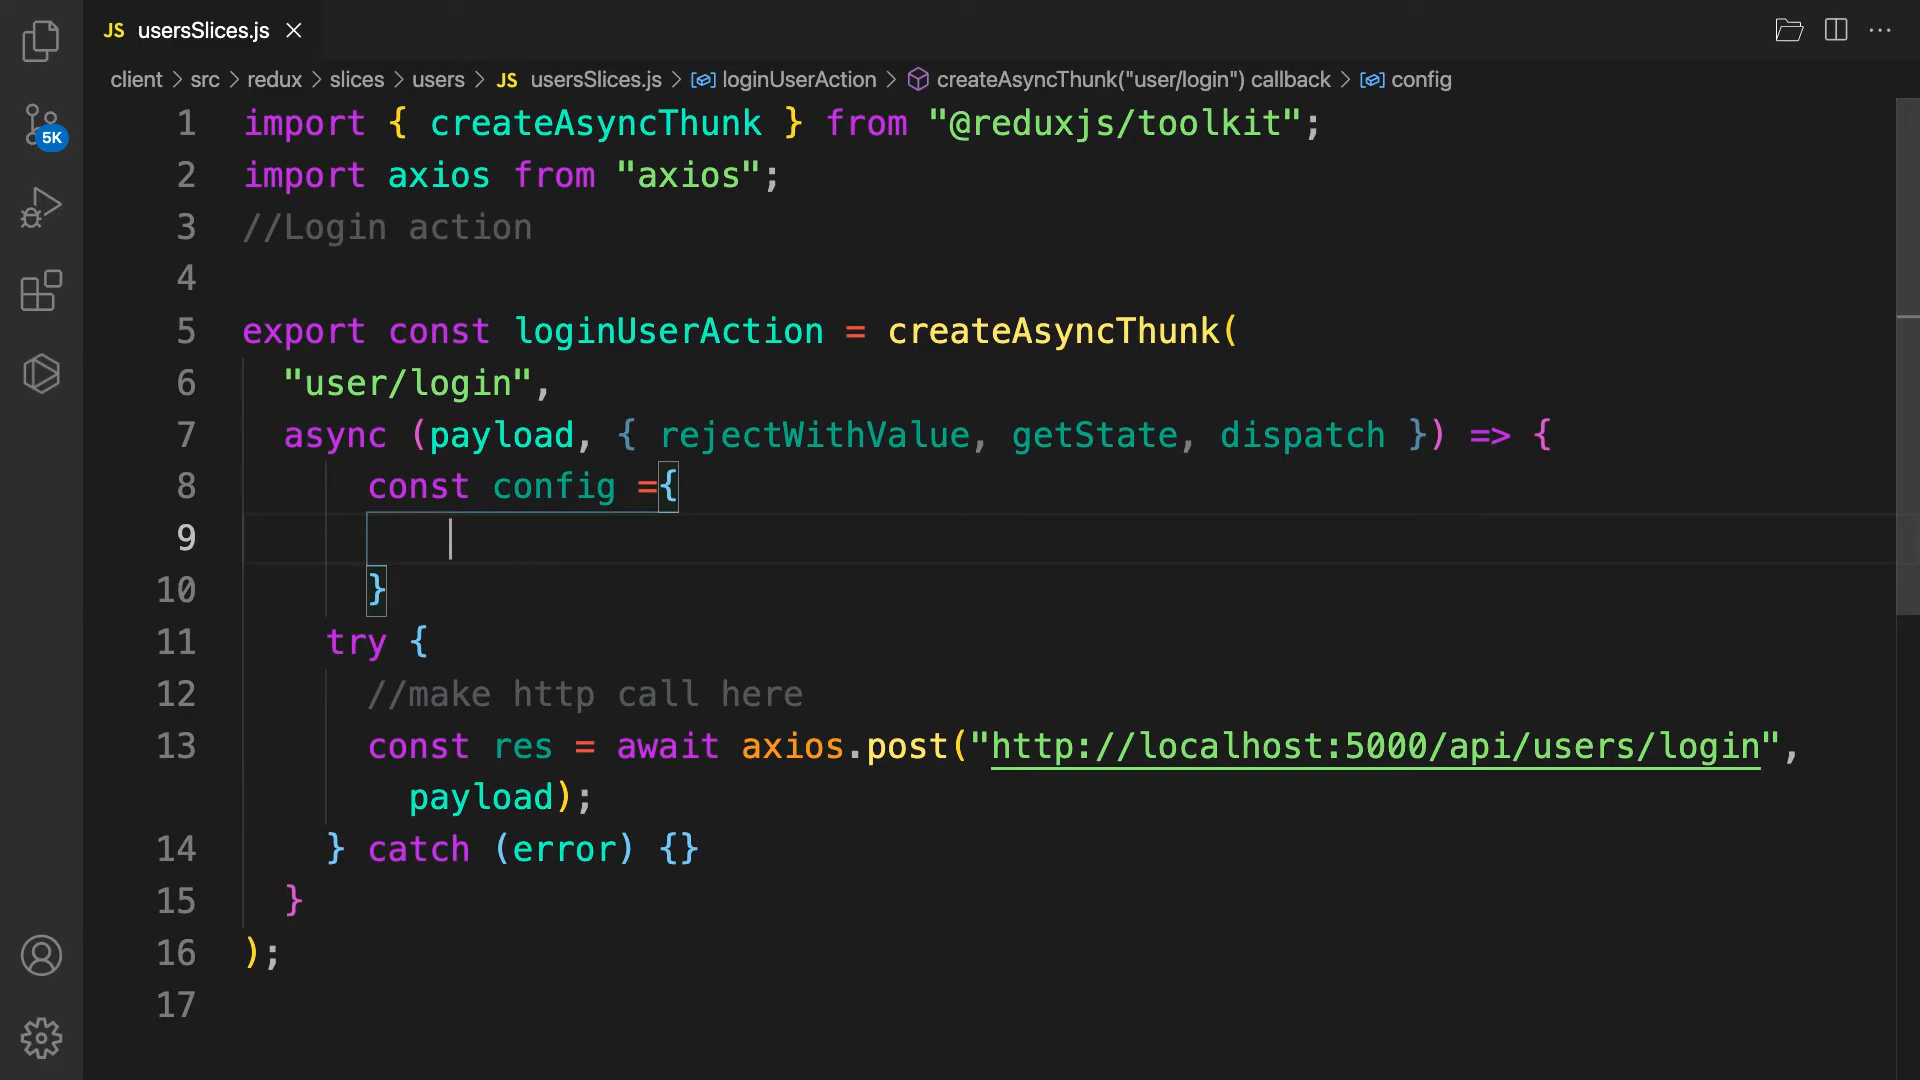 JS usersSlices.js
client > src > redux > slices > users > JS usersSlices.js > loginUserAction > createAsyncThunk("user/login") callback > config
5K
1 import { createAsyncThunk } from "@reduxjs/toolkit";
2 import axios from "axios";
3 //Login action
4
5 export const loginUserAction = createAsyncThunk(
6 "user/login",
7 async (payload, { rejectWithValue, getState, dispatch }) => {
8 const config ={
9
10 }
11 try {
12 //make http call here
13 const res = await axios.post("http://localhost:5000/api/users/login",
payload);
14 } catch (error) {}
15 }
16 );
17